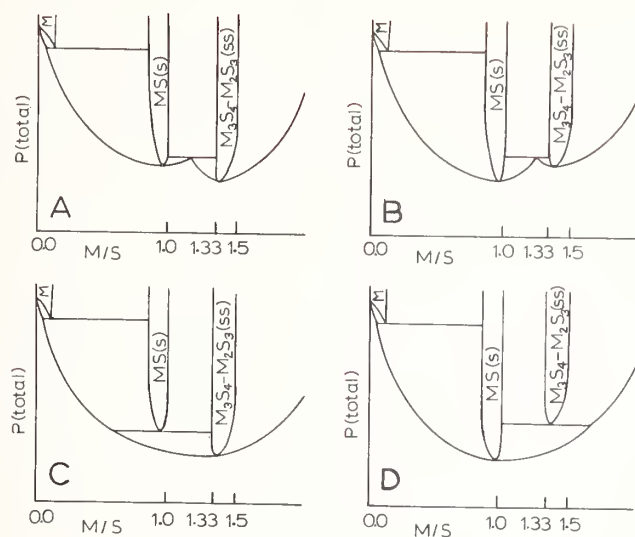 M
MS(s)
M3S4-M2S3(ss)
P(total)
A
0.0
1.0
1.33
1.5
M/S
M
MS(s)
M3S4-M2S3(ss)
P(total)
B
0.0
1.0
1.33
1.5
M/S
M
MS(s)
M3S4-M2S3(ss)
P(total)
C
0.0
1.0
1.33
1.5
M/S
M
MS(s)
M3S4-M2S3(ss)
P(total)
D
0.0
1.0
1.33
1.5
M/S